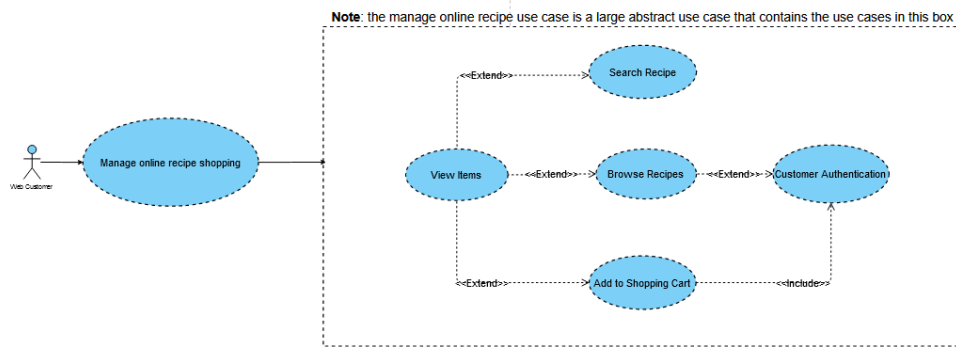 Note: the manage online recipe use case is a large abstract use case that contains the use cases in this box
<<Extend>>
Search Recipe
Web Customer
Manage online recipe shopping
View Items
<<Extend>>
Browse Recipes
<<Extend>>
Customer Authentication
<<Extend>>
Add to Shopping Cart
<<Include>>